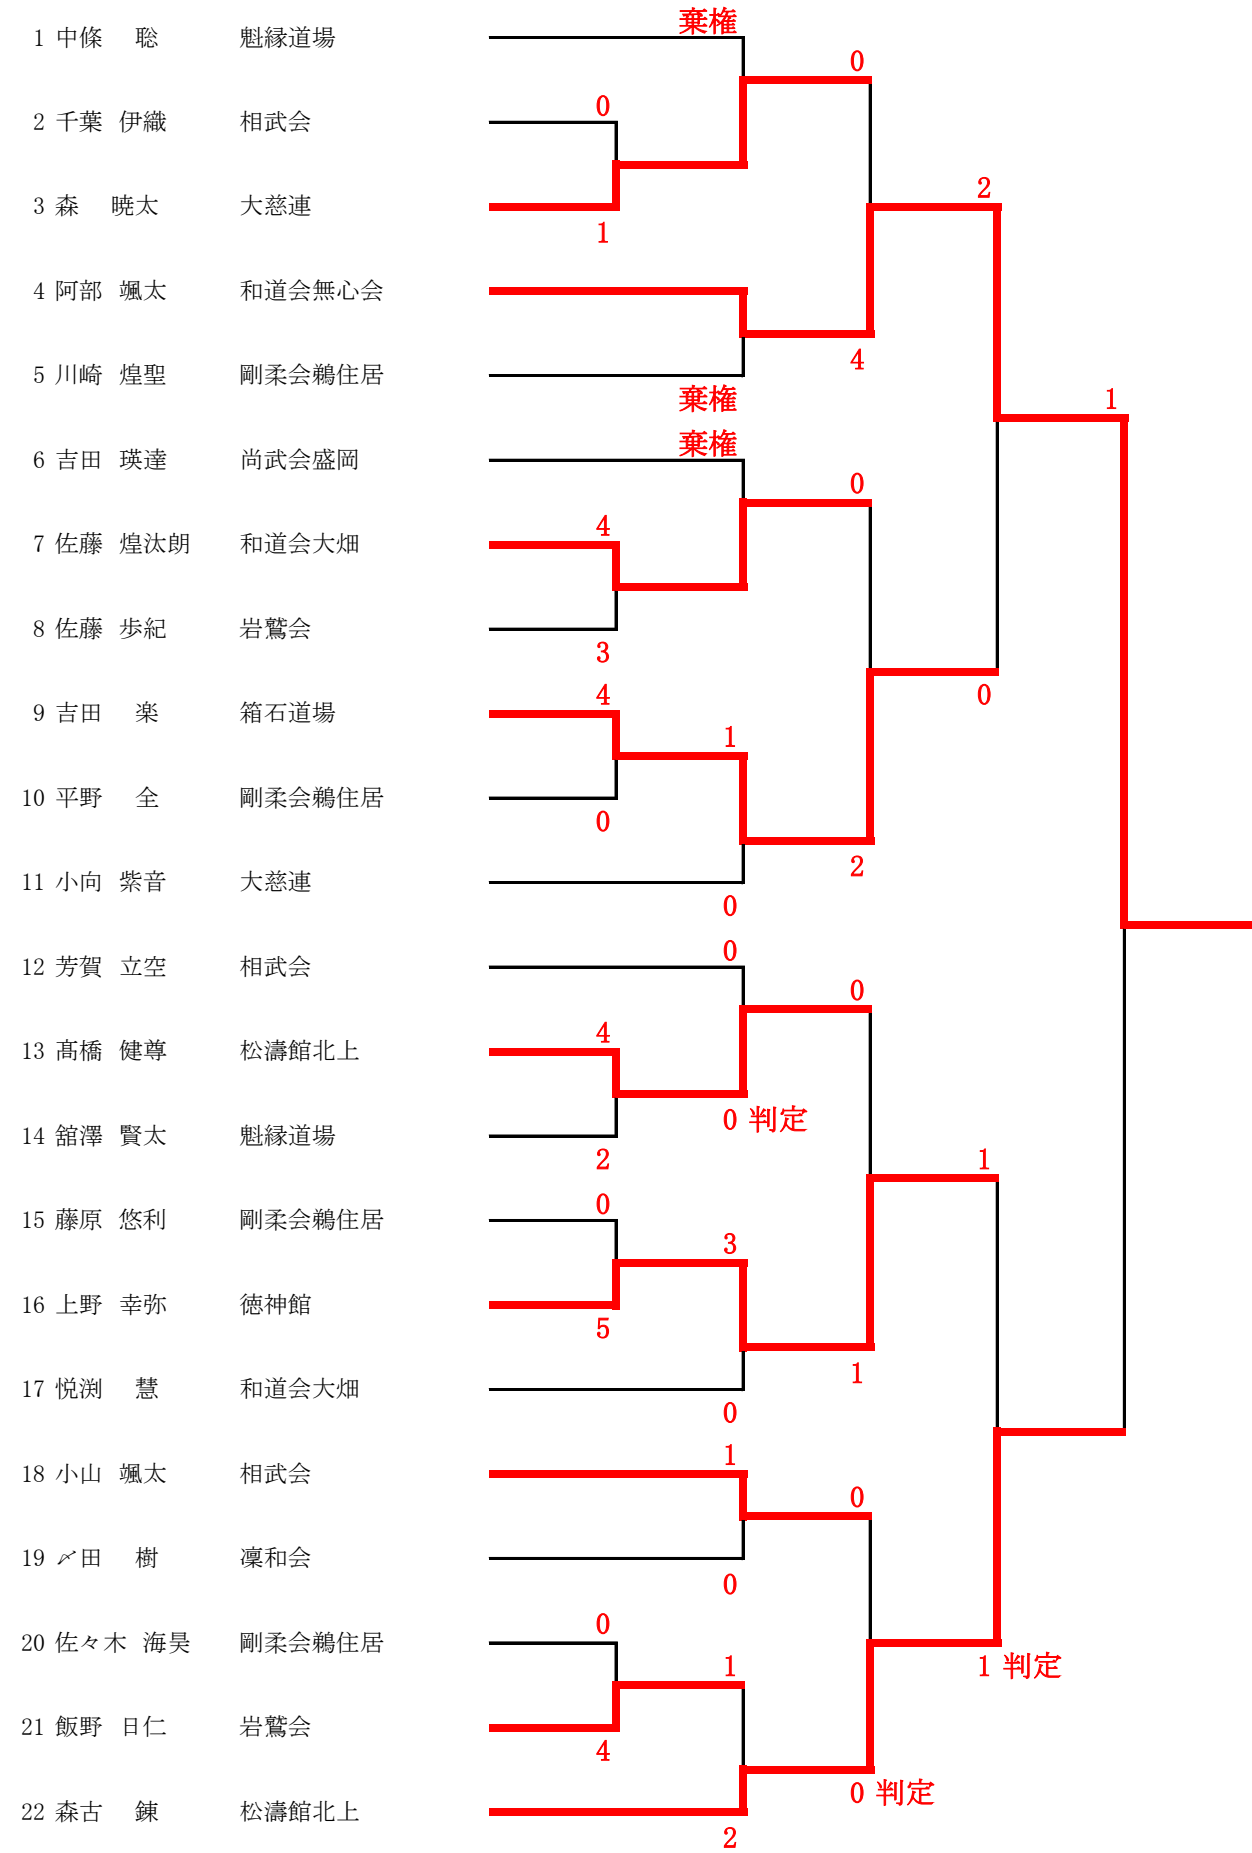 棄権
1 中條 聡 魁縁道場
0
0
2 千葉 伊織 相武会
2
3 森 暁太 大慈連
1
4 阿部 颯太 和道会無心会
4
5 川崎 煌聖 剛柔会鵜住居
棄権
1
棄権
6 吉田 瑛達 尚武会盛岡
0
4
7 佐藤 煌汰朗 和道会大畑
8 佐藤 歩紀 岩鷲会
3
4
0
9 吉田 楽 箱石道場
1
10 平野 全 剛柔会鵜住居
0
2
11 小向 紫音 大慈連
0
0
12 芳賀 立空 相武会
0
4
13 髙橋 健尊 松濤館北上
0 判定
14 舘澤 賢太 魁縁道場
2
1
0
15 藤原 悠利 剛柔会鵜住居
3
16 上野 幸弥 徳神館
5
1
17 悦渕 慧 和道会大畑
0
1
18 小山 颯太 相武会
0
19 〆田 樹 凜和会
0
0
20 佐々木 海昊 剛柔会鵜住居
1
1 判定
21 飯野 日仁 岩鷲会
4
0 判定
22 森古 錬 松濤館北上
2